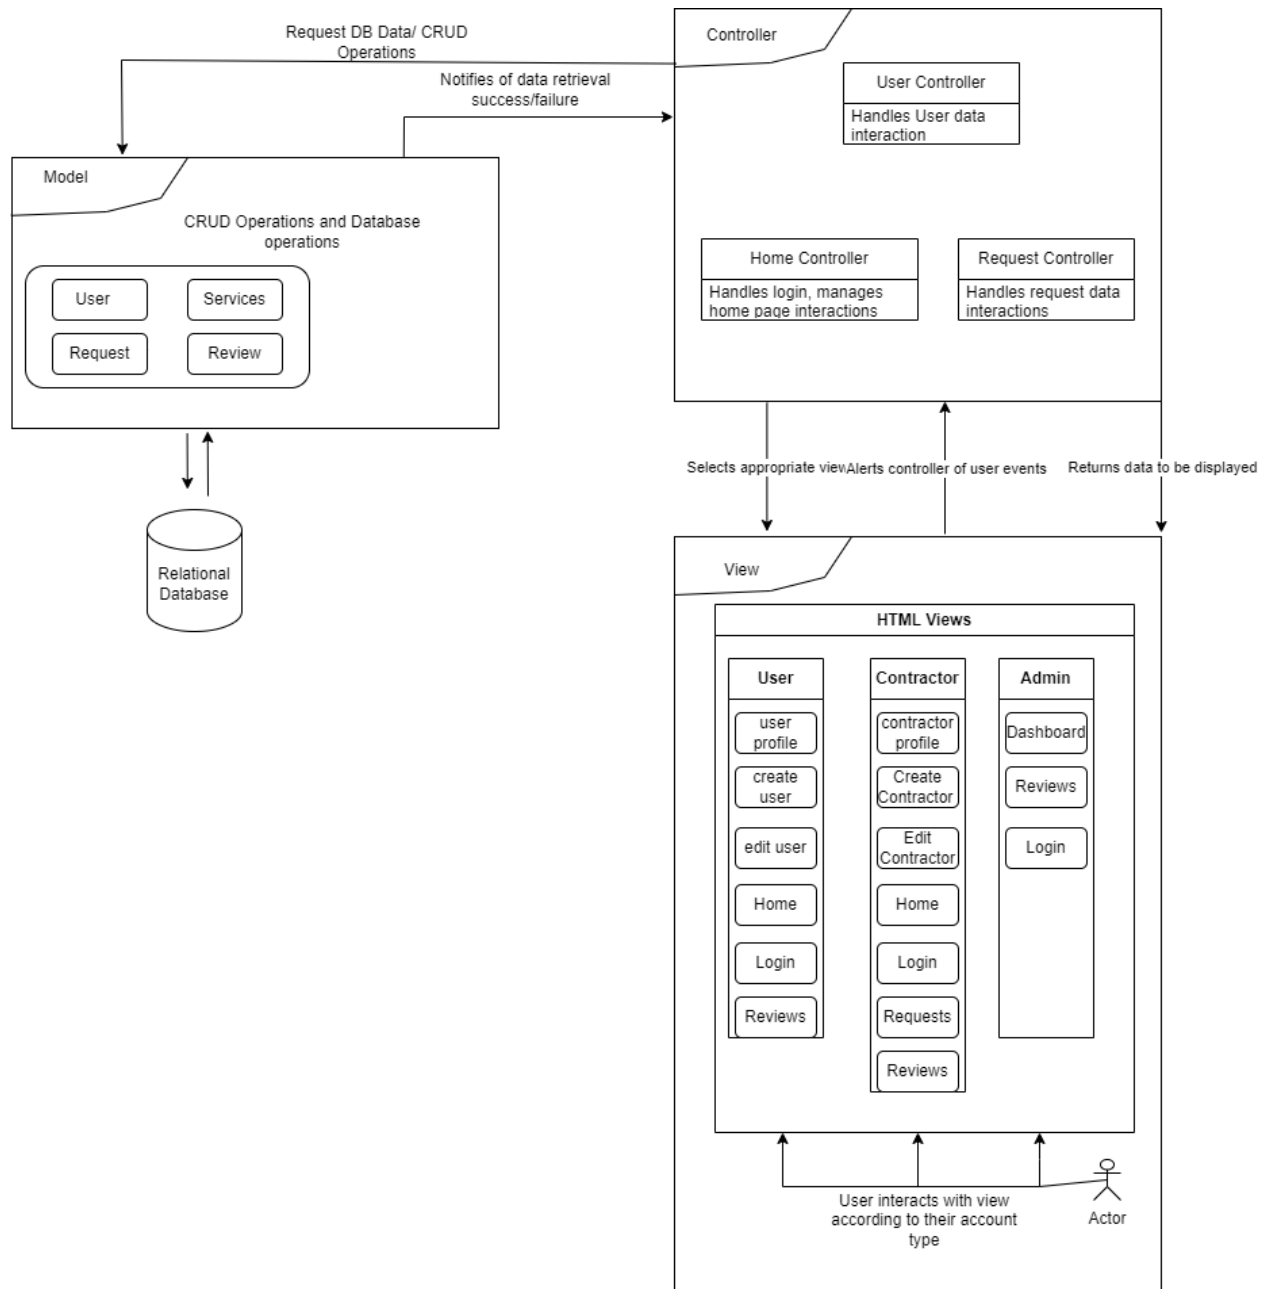 Request DB Data/ CRUD
Operations
Notifies of data retrieval
success/failure
Controller
User Controller
Handles User data
interaction
Home Controller
Handles login, manages
home page interactions
Request Controller
Handles request data
interactions
Model
CRUD Operations and Database
operations
User
Services
Request
Review
Relational
Database
Selects appropriate view
Alerts controller of user events
Returns data to be displayed
View
HTML Views
User
user
profile
create
user
edit user
Home
Login
Reviews
Contractor
contractor
profile
Create
Contractor
Edit
Contractor
Home
Login
Requests
Reviews
Admin
Dashboard
Reviews
Login
User interacts with view
according to their account
type
Actor